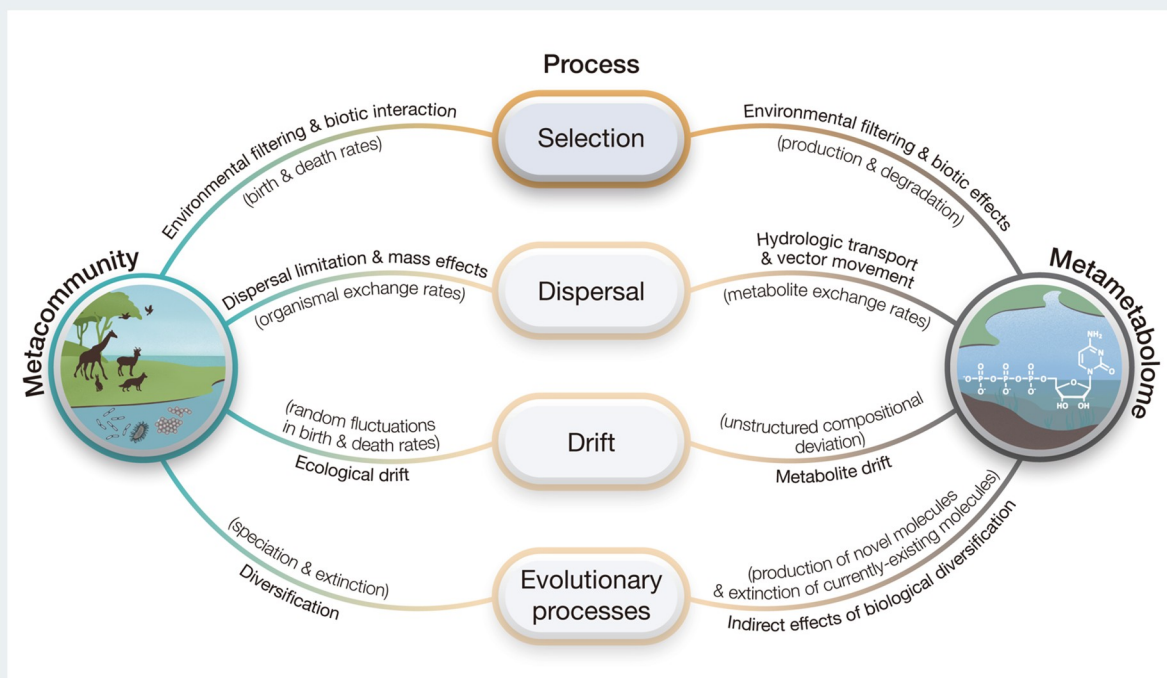 Process
Environmental filtering & biotic interaction
(birth & death rates)
Selection
Environmental filtering & biotic effects
(production & degradation)
Metacommunity
Dispersal limitation & mass effects
(organismal exchange rates)
Dispersal
Hydrologic transport
& vector movement
(metabolite exchange rates)
Metametabolome
NH₂
N
N
O
O
O
O
O
O
O
O
O
P
P
P
O⁻
O⁻
O⁻
HO
OH
(random fluctuations
in birth & death rates)
Ecological drift
Drift
(unstructured compositional
deviation)
Metabolite drift
(speciation & extinction)
Diversification
Evolutionary
processes
(production of novel molecules
& extinction of currently-existing molecules)
Indirect effects of biological diversification